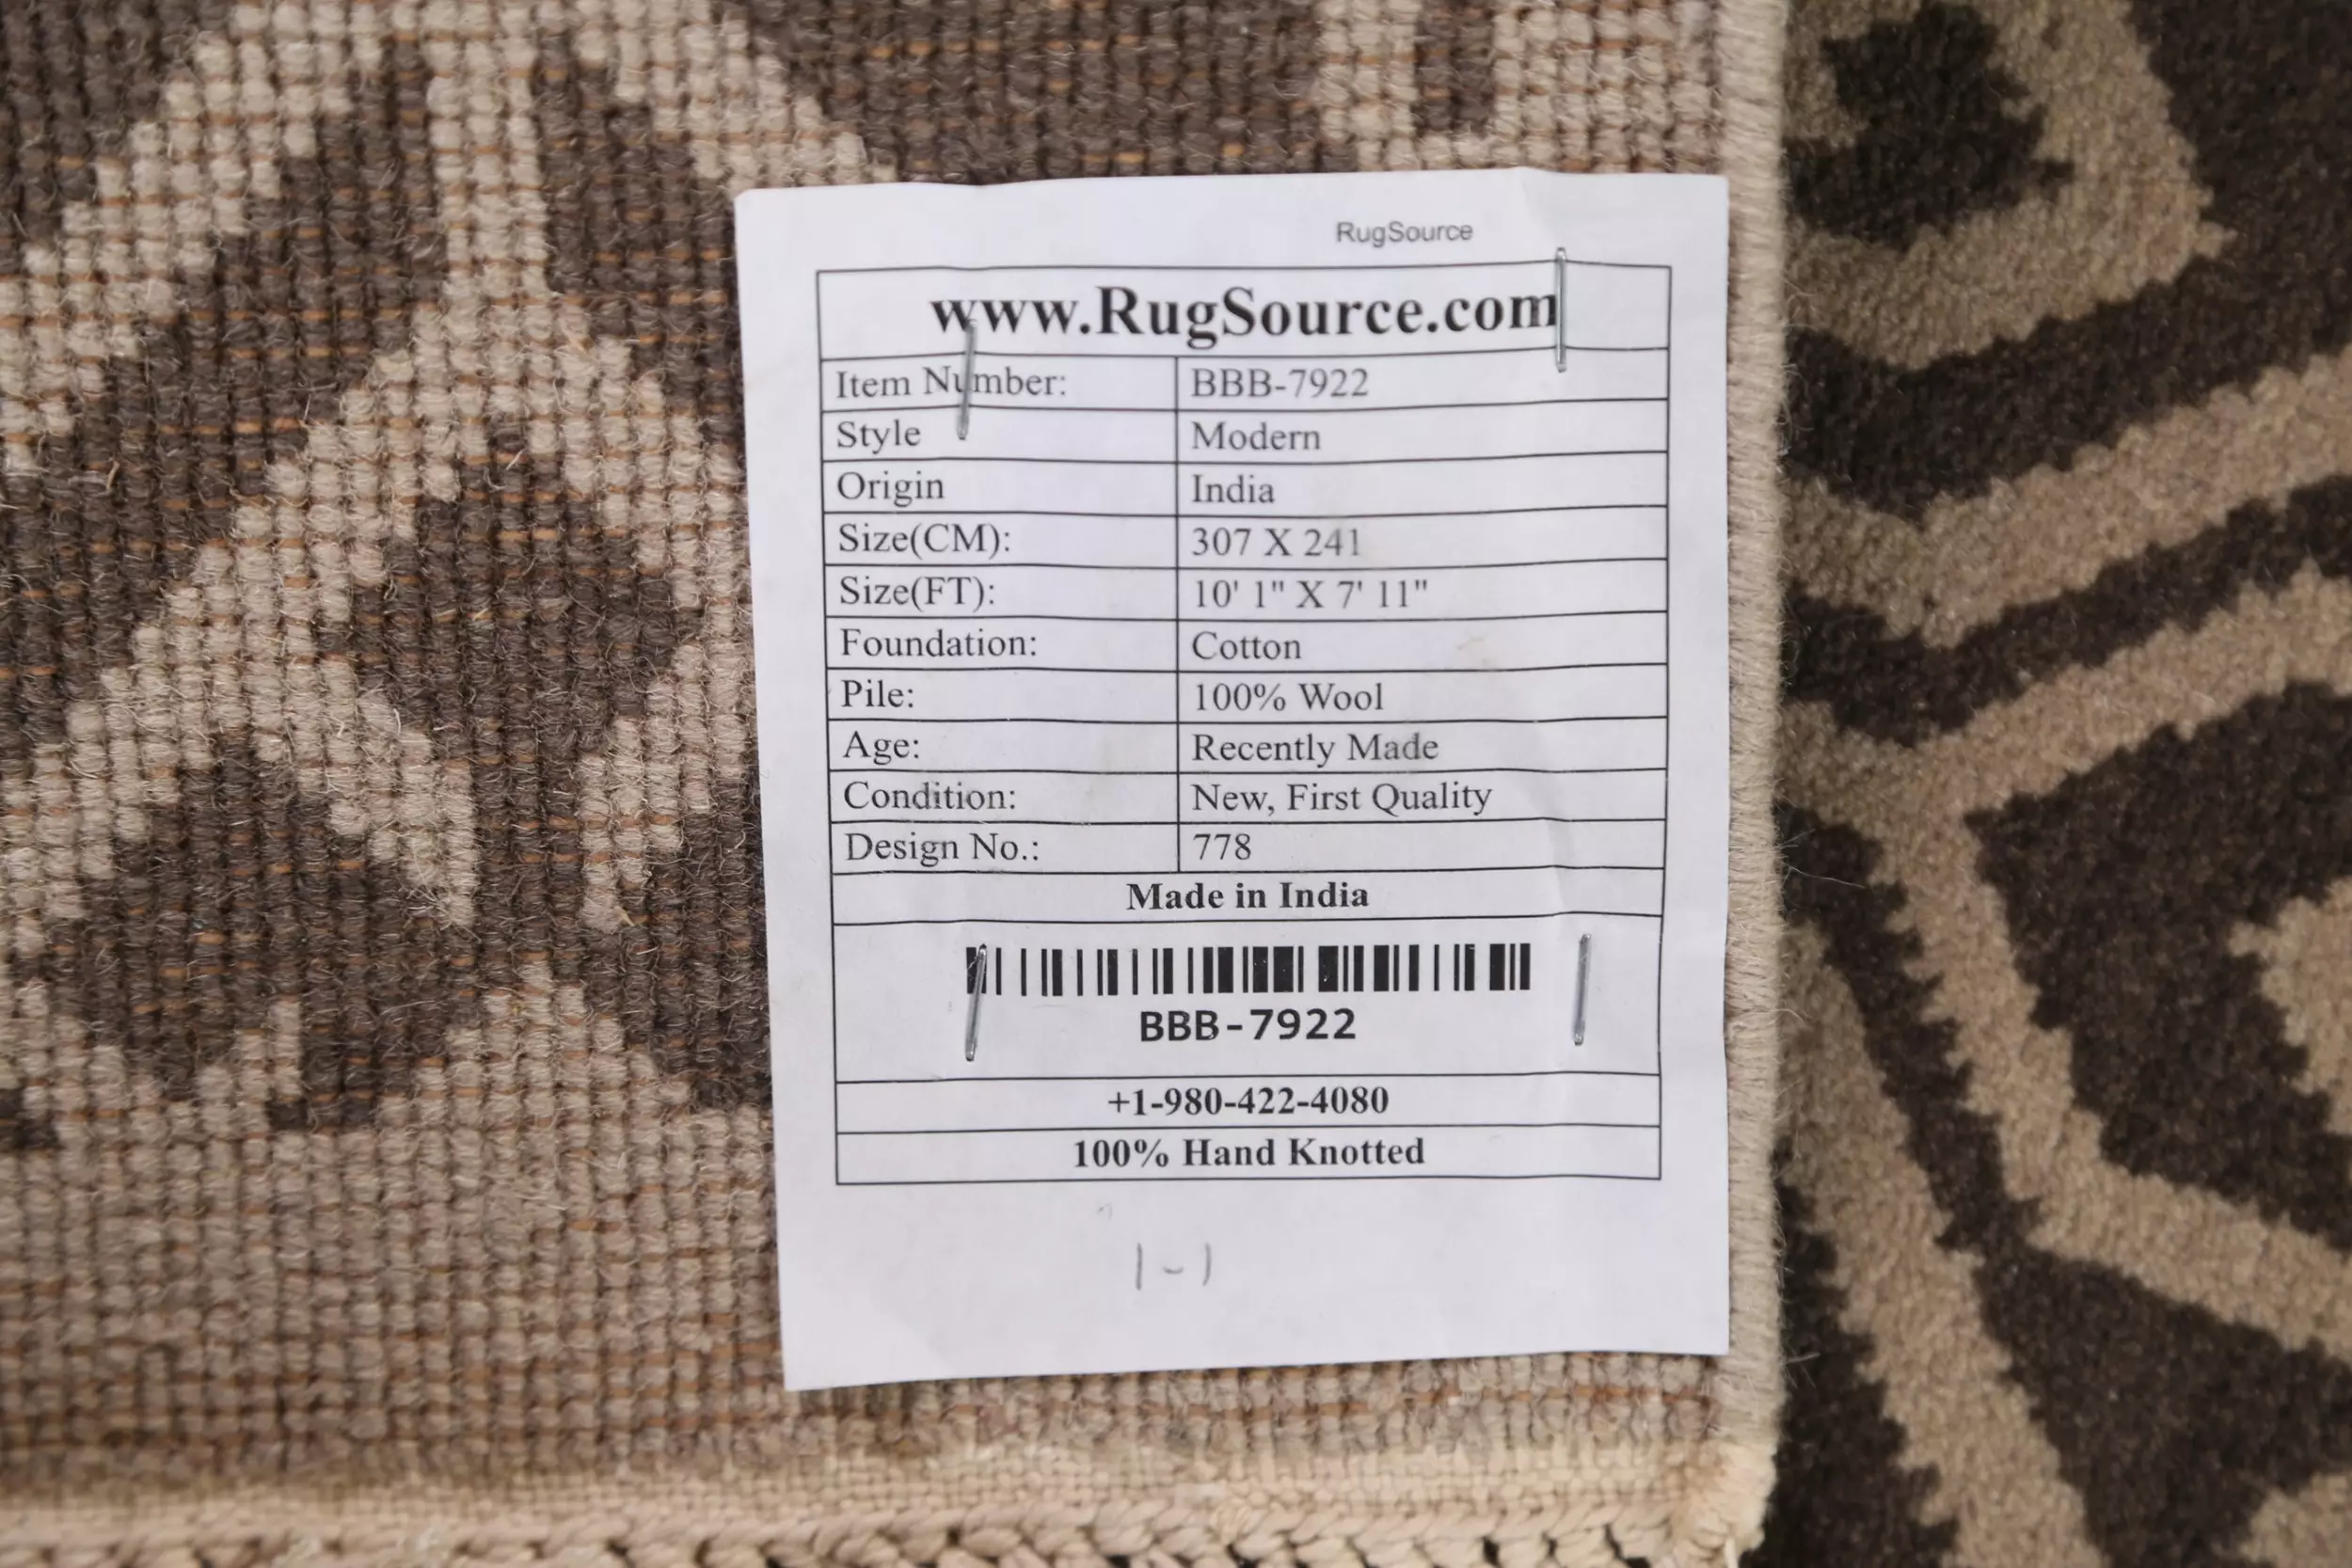 RugSource
www.RugSource.com
Item Number: BBB-7922
Style Modern
Origin India
Size(CM): 307 X 241
Size(FT): 10' 1" X 7' 11"
Foundation: Cotton
Pile: 100% Wool
Age: Recently Made
Condition: New, First Quality
Design No.: 778
Made in India
BBB-7922
+1-980-422-4080
100% Hand Knotted
1-1